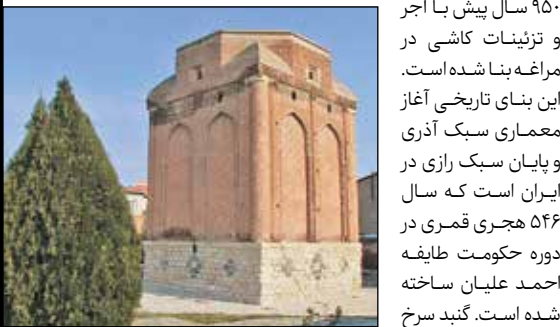 ۹۵۰ سال پیش با آجر
و تزئینات کاشی در
مراغه بنا شده است.
این بنای تاریخی آغاز
معماری سبک آذری
و پایان سبک رازی در
ایران است که سال
۵۴۶ هجری قمری در
دوره حکومت طایفه
احمد علیان ساخته
شده است. گنبد سرخ